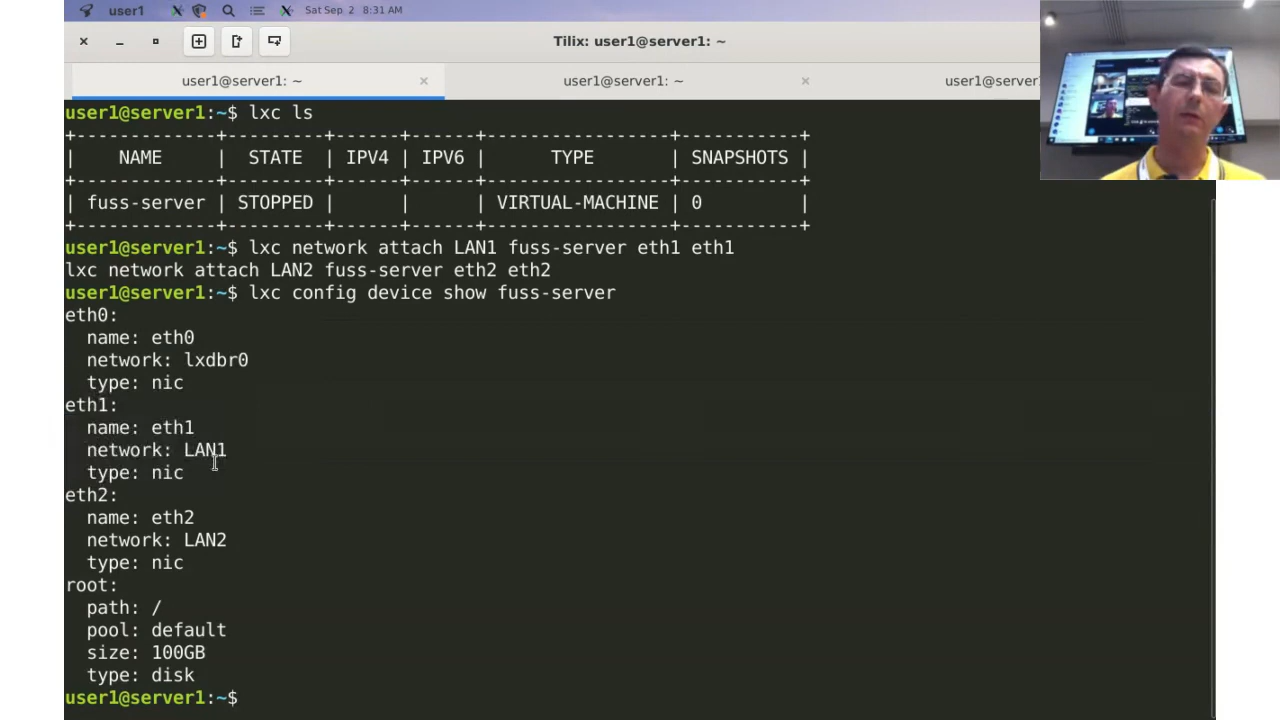 user1 Sat Sep 2 8:31 AM
Tilix: user1@server1: ~
user1@server1: ~ × user1@server1: ~ × user1@server1:
user1@server1:~$ lxc ls
+-------------+---------+------+------+-----------------+-----------+
| NAME | STATE | IPV4 | IPV6 | TYPE | SNAPSHOTS |
+-------------+---------+------+------+-----------------+-----------+
| fuss-server | STOPPED | | | VIRTUAL-MACHINE | 0 |
+-------------+---------+------+------+-----------------+-----------+
user1@server1:~$ lxc network attach LAN1 fuss-server eth1 eth1
lxc network attach LAN2 fuss-server eth2 eth2
user1@server1:~$ lxc config device show fuss-server
eth0:
  name: eth0
  network: lxdbr0
  type: nic
eth1:
  name: eth1
  network: LAN1
  type: nic
eth2:
  name: eth2
  network: LAN2
  type: nic
root:
  path: /
  pool: default
  size: 100GB
  type: disk
user1@server1:~$